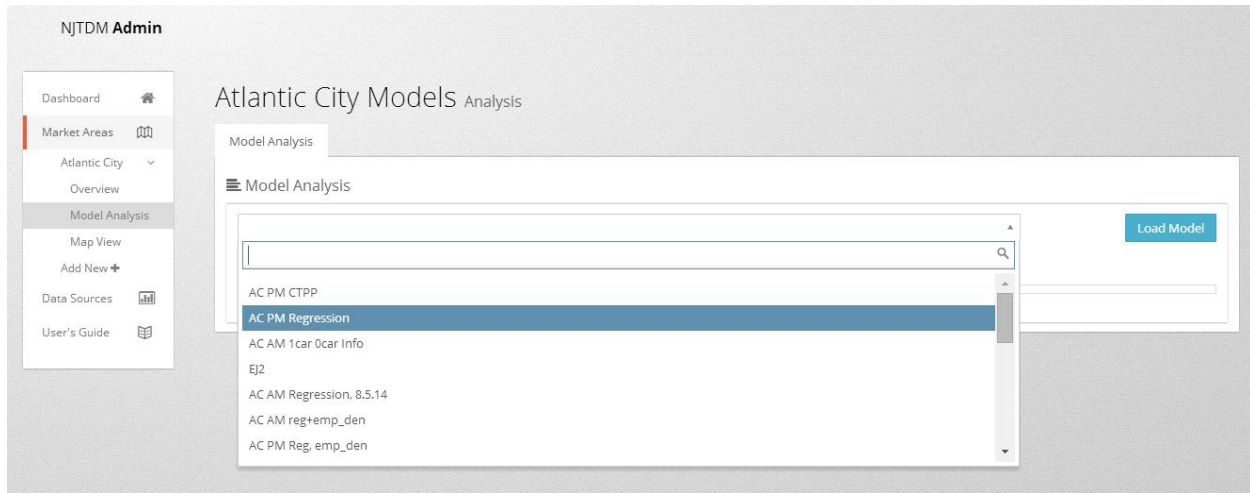 NJTDM Admin
Dashboard
Market Areas
Atlantic City
Overview
Model Analysis
Map View
Add New
Data Sources
User's Guide
Atlantic City Models Analysis
Model Analysis
Model Analysis
Load Model
AC PM CTPP
AC PM Regression
AC AM 1car 0car Info
EJ2
AC AM Regression, 8.5.14
AC AM reg+emp_den
AC PM Reg, emp_den